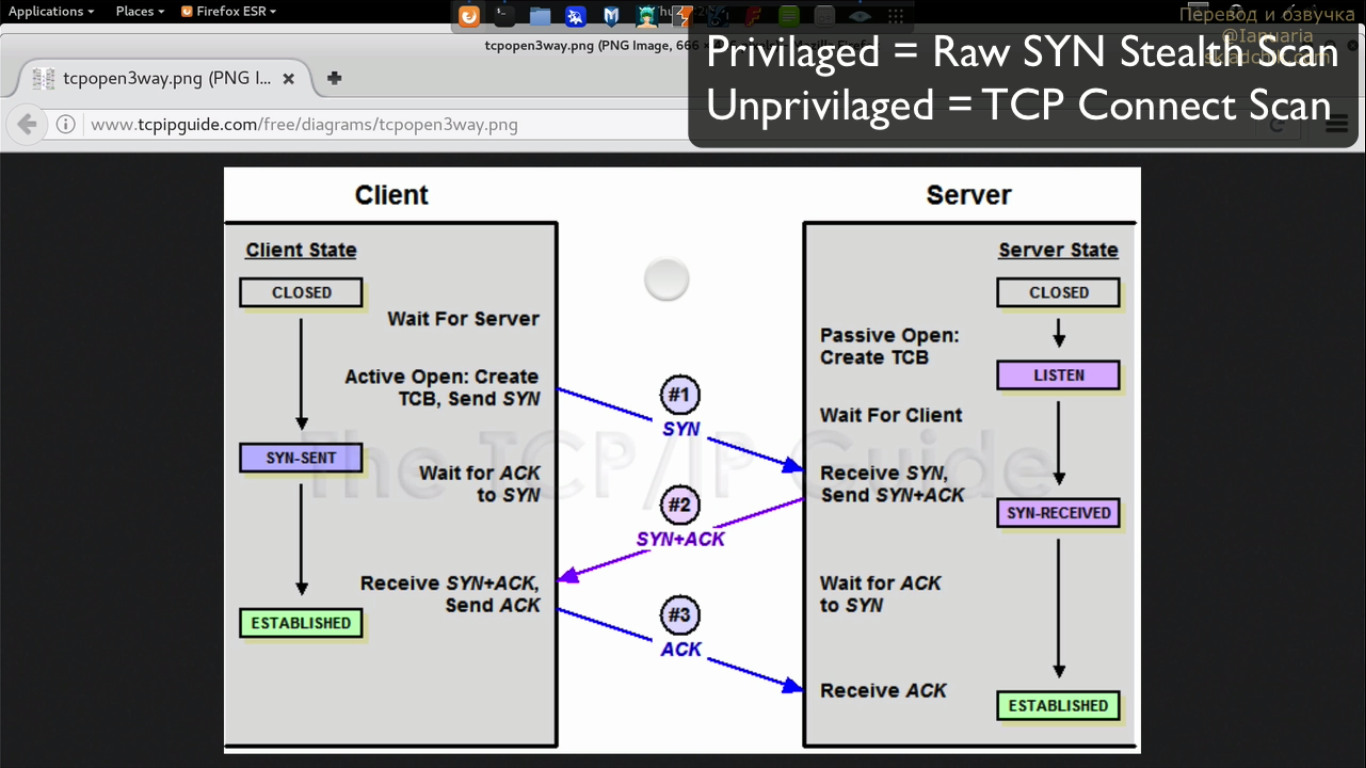 Applications Places Firefox ESR
Перевод и озвучка
@Ianuaria
tcpopen3way.png (PNG Image, 666
Privilaged = Raw SYN Stealth Scan
Unprivilaged = TCP Connect Scan
tcpopen3way.png (PNG I...
www.tcpipguide.com/free/diagrams/tcpopen3way.png
Client
Server
Client State
Server State
CLOSED
CLOSED
Wait For Server
Passive Open:
Create TCB
Active Open: Create
TCB, Send SYN
LISTEN
#1
SYN
Wait For Client
The TCP/IP Guide
SYN-SENT
Wait for ACK
to SYN
Receive SYN,
Send SYN+ACK
#2
SYN+ACK
SYN-RECEIVED
Receive SYN+ACK,
Send ACK
Wait for ACK
to SYN
ESTABLISHED
#3
ACK
Receive ACK
ESTABLISHED